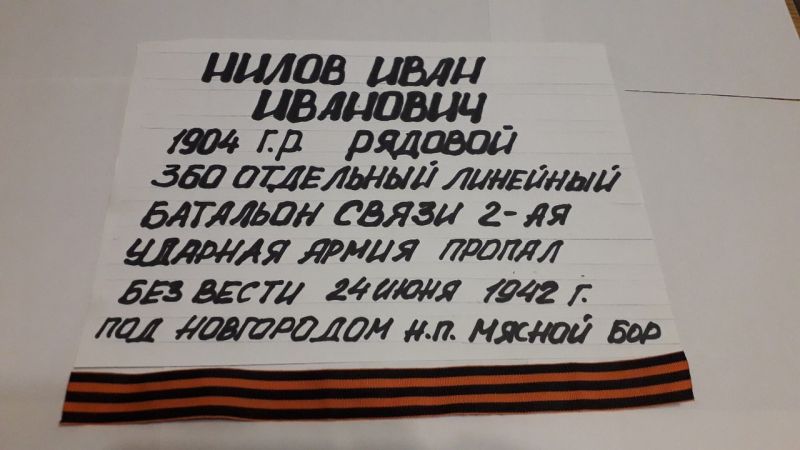 НИЛОВ ИВАН
ИВАНОВИЧ
1904 Г.Р. РЯДОВОЙ
360 ОТДЕЛЬНЫЙ ЛИНЕЙНЫЙ
БАТАЛЬОН СВЯЗИ 2-АЯ
УДАРНАЯ АРМИЯ ПРОПАЛ
БЕЗ ВЕСТИ 24 ИЮНЯ 1942 Г.
ПОД НОВГОРОДОМ Н.П. МЯСНОЙ БОР